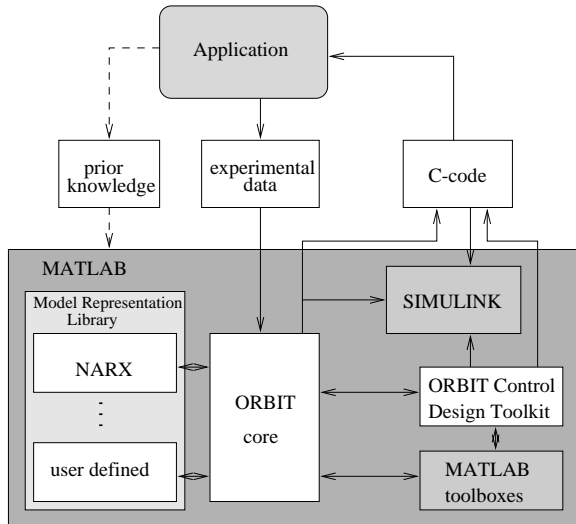 Application
prior
knowledge
experimental
data
C-code
MATLAB
Model Representation
Library
NARX
user defined
ORBIT
core
SIMULINK
ORBIT Control
Design Toolkit
MATLAB
toolboxes